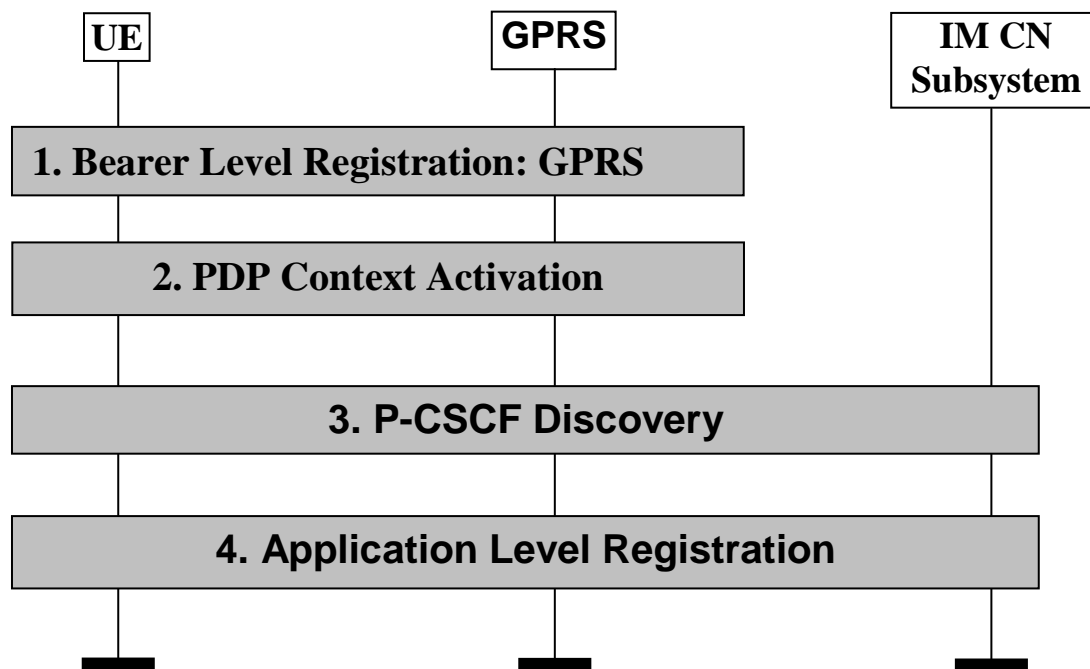 UE
GPRS
IM CN
Subsystem
1. Bearer Level Registration: GPRS
2. PDP Context Activation
3. P-CSCF Discovery
4. Application Level Registration